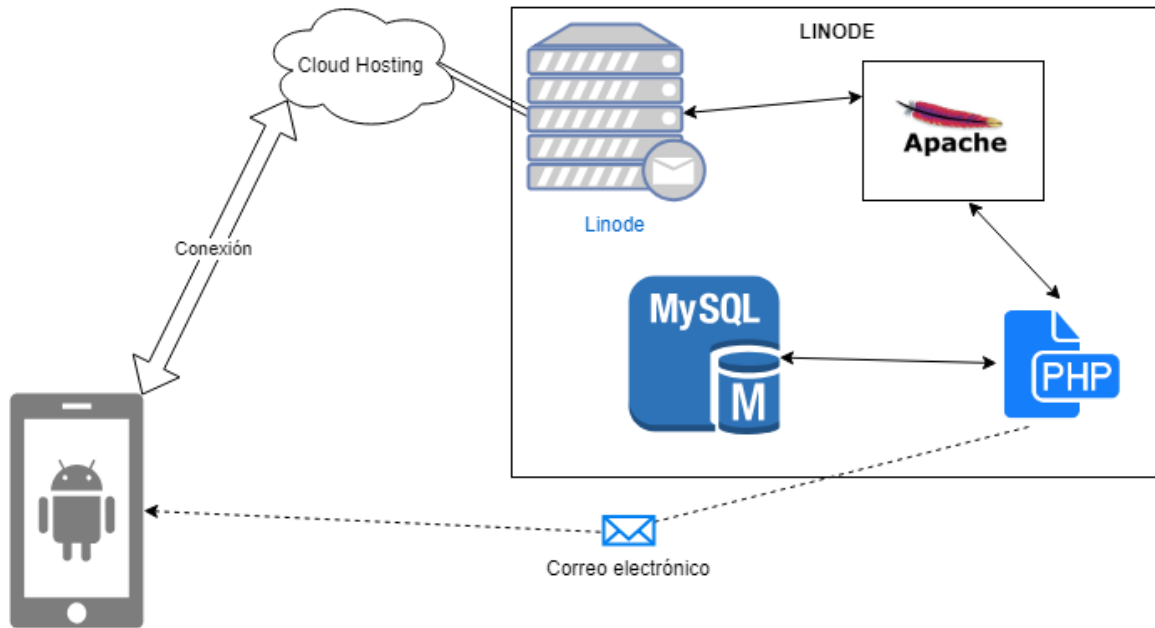 LINODE
Cloud Hosting
Apache
Linode
Conexión
MySQL
M
PHP
Correo electrónico